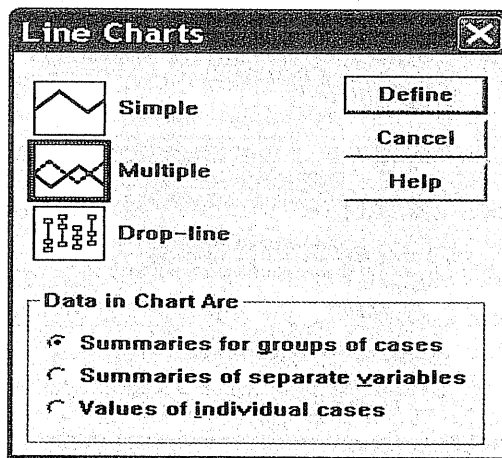 Line Charts
Simple
Define
Cancel
Multiple
Help
Drop-line
Data in Chart Are
Summaries for groups of cases
Summaries of separate variables
Values of individual cases